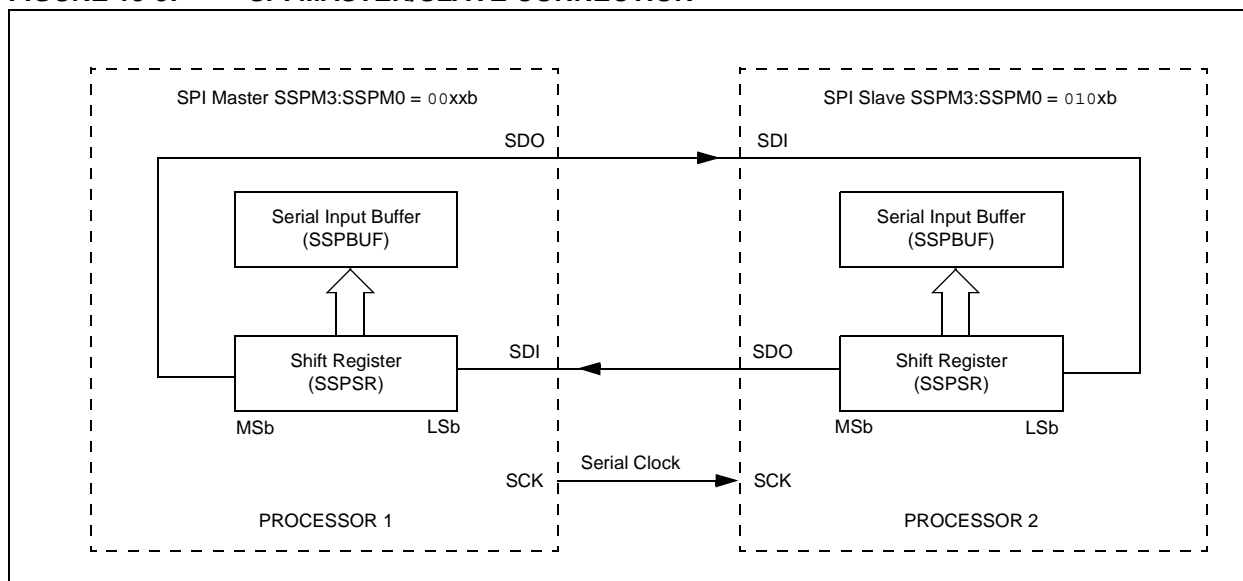 SPI Master SSPM3:SSPM0 = 00xxb
SPI Slave SSPM3:SSPM0 = 010xb
SDO
SDI
Serial Input Buffer
(SSPBUF)
Serial Input Buffer
(SSPBUF)
Shift Register
(SSPSR)
SDI
SDO
Shift Register
(SSPSR)
MSb
LSb
MSb
LSb
SCK
Serial Clock
SCK
PROCESSOR 1
PROCESSOR 2